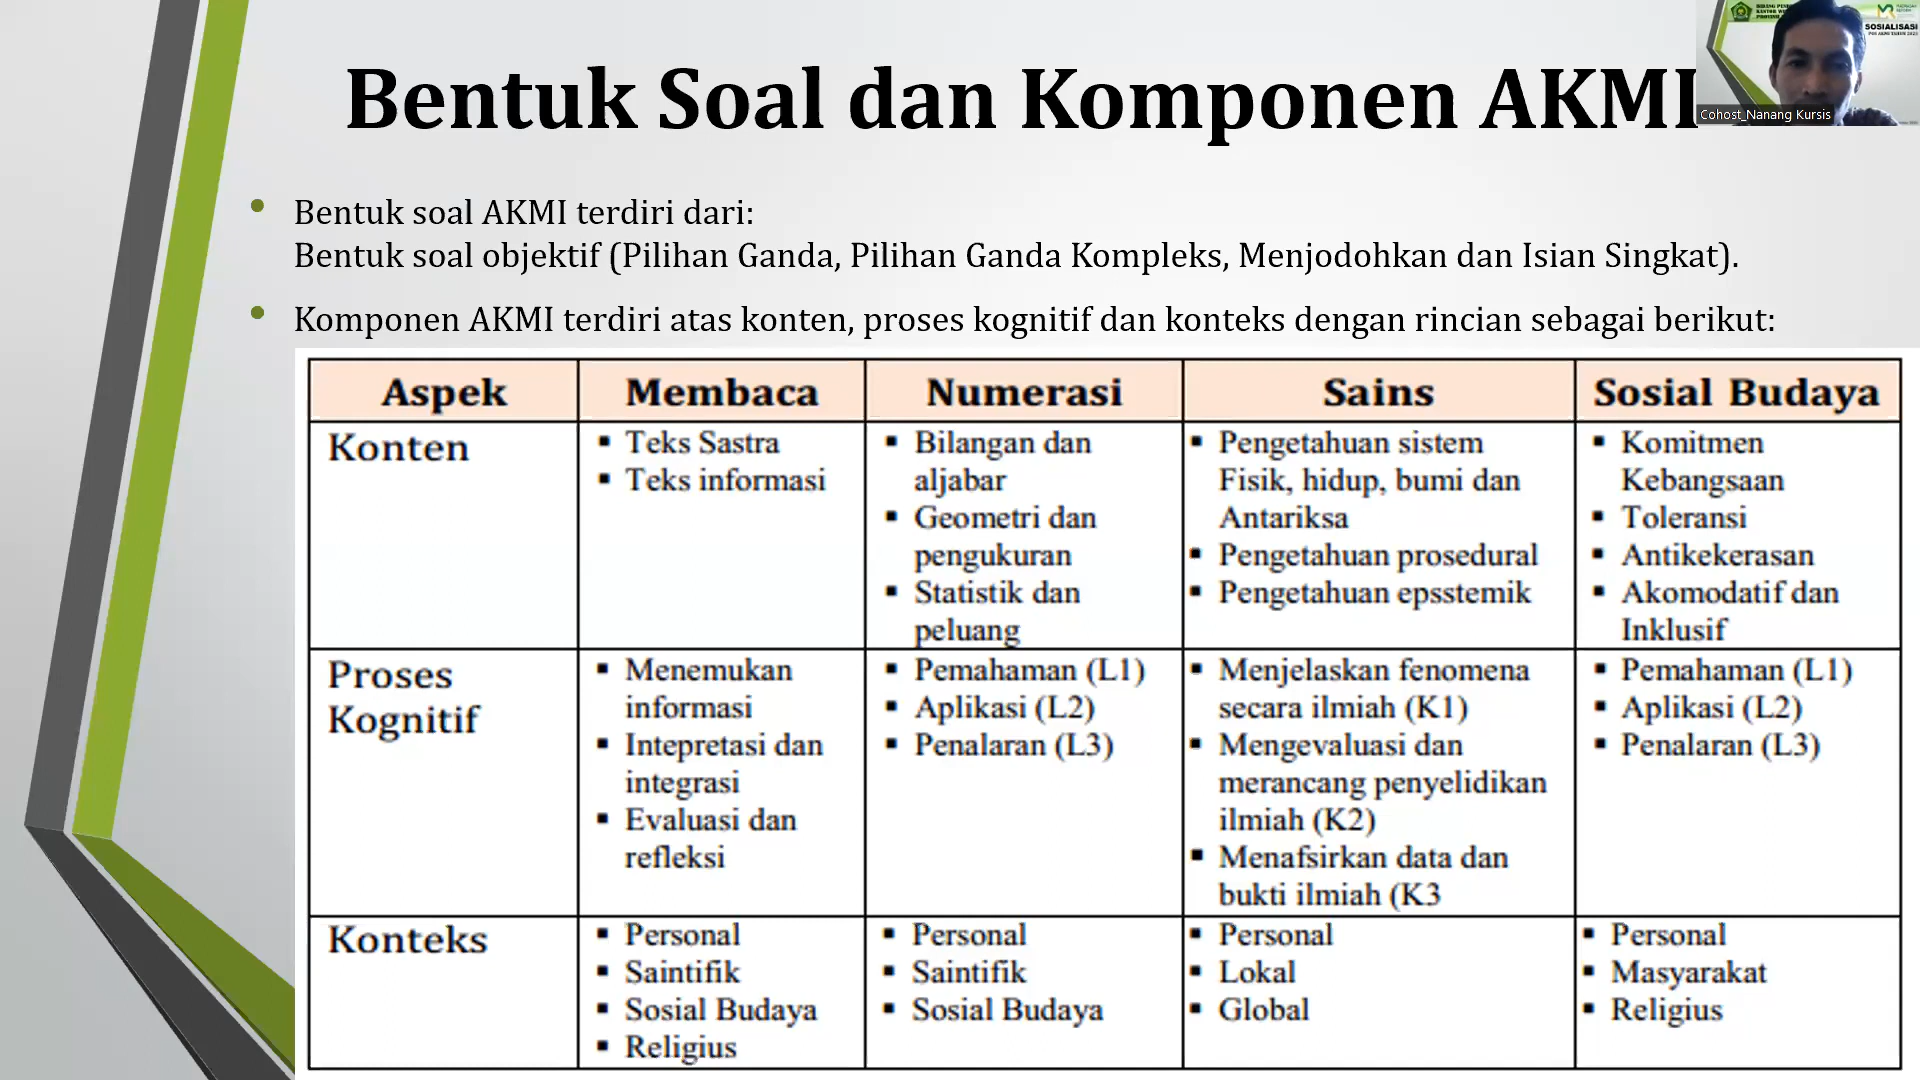 Bentuk Soal dan Komponen AKMI
SOSIALISASI
Cohost_Nanang Kursis
• Bentuk soal AKMI terdiri dari:
Bentuk soal objektif (Pilihan Ganda, Pilihan Ganda Kompleks, Menjodohkan dan Isian Singkat).
• Komponen AKMI terdiri atas konten, proses kognitif dan konteks dengan rincian sebagai berikut:
Aspek
Membaca
Numerasi
Sains
Sosial Budaya
Konten
▪ Teks Sastra
▪ Teks informasi
▪ Bilangan dan
aljabar
▪ Geometri dan
pengukuran
▪ Statistik dan
peluang
▪ Pengetahuan sistem
Fisik, hidup, bumi dan
Antariksa
▪ Pengetahuan prosedural
▪ Pengetahuan epsstemik
▪ Komitmen
Kebangsaan
▪ Toleransi
▪ Antikekerasan
▪ Akomodatif dan
Inklusif
Proses
Kognitif
▪ Menemukan
informasi
▪ Intepretasi dan
integrasi
▪ Evaluasi dan
refleksi
▪ Pemahaman (L1)
▪ Aplikasi (L2)
▪ Penalaran (L3)
▪ Menjelaskan fenomena
secara ilmiah (K1)
▪ Mengevaluasi dan
merancang penyelidikan
ilmiah (K2)
▪ Menafsirkan data dan
bukti ilmiah (K3
▪ Pemahaman (L1)
▪ Aplikasi (L2)
▪ Penalaran (L3)
Konteks
▪ Personal
▪ Saintifik
▪ Sosial Budaya
▪ Religius
▪ Personal
▪ Saintifik
▪ Sosial Budaya
▪ Personal
▪ Lokal
▪ Global
▪ Personal
▪ Masyarakat
▪ Religius